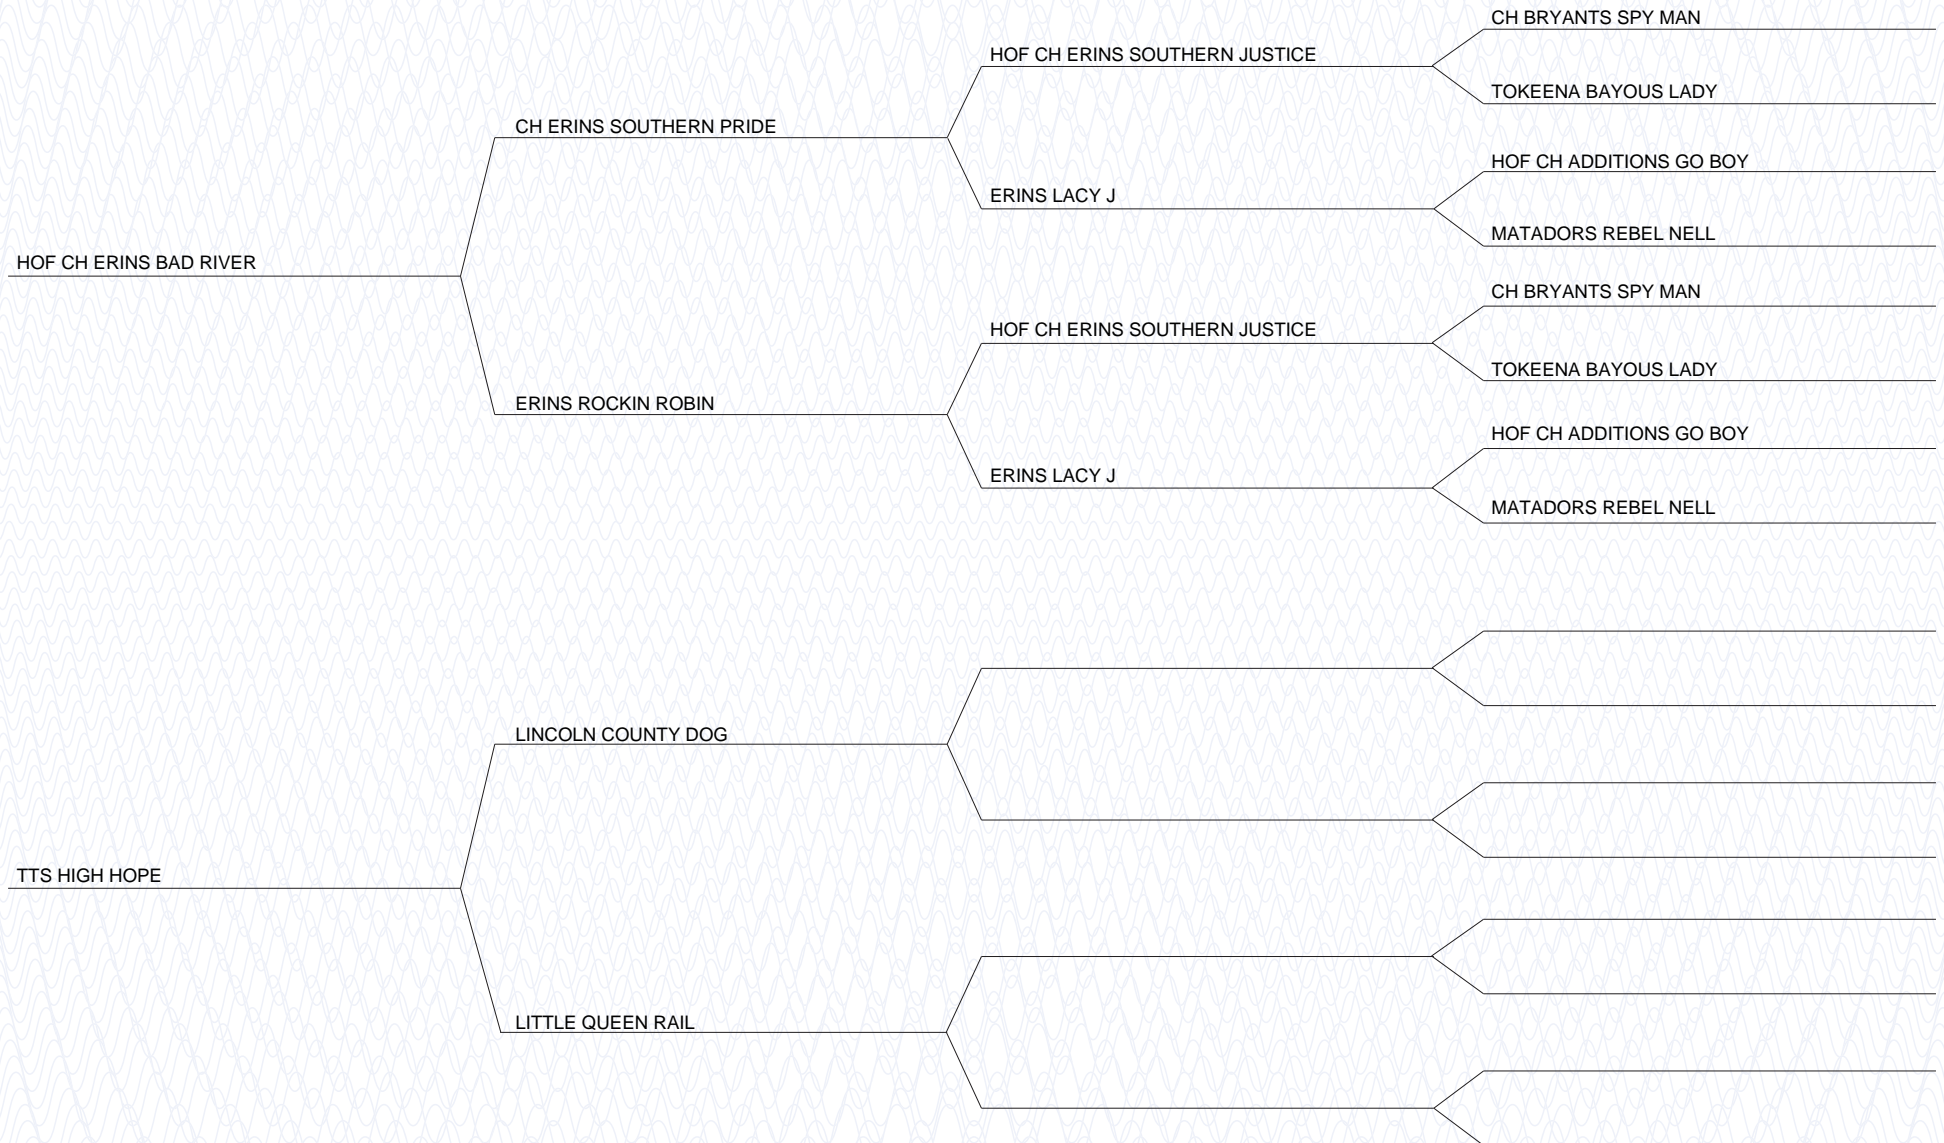 CH BRYANTS SPY MAN
HOF CH ERINS SOUTHERN JUSTICE
TOKEENA BAYOUS LADY
CH ERINS SOUTHERN PRIDE
HOF CH ADDITIONS GO BOY
ERINS LACY J
MATADORS REBEL NELL
HOF CH ERINS BAD RIVER
CH BRYANTS SPY MAN
HOF CH ERINS SOUTHERN JUSTICE
TOKEENA BAYOUS LADY
ERINS ROCKIN ROBIN
HOF CH ADDITIONS GO BOY
ERINS LACY J
MATADORS REBEL NELL
LINCOLN COUNTY DOG
TTS HIGH HOPE
LITTLE QUEEN RAIL